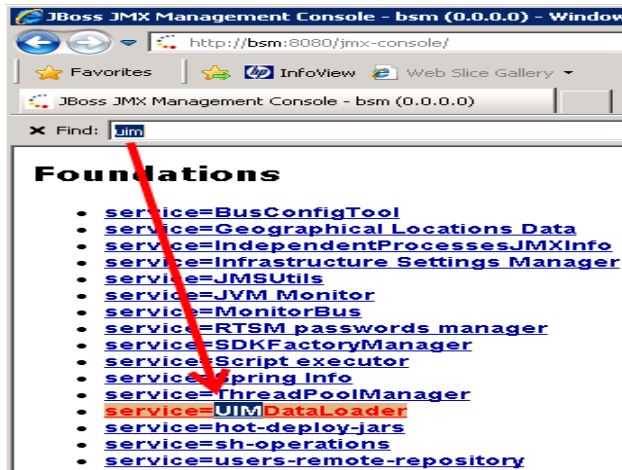 JBoss JMX Management Console - bsm (0.0.0.0) - Window
http://bsm:8080/jmx-console/
Favorites InfoView Web Slice Gallery
JBoss JMX Management Console - bsm (0.0.0.0)
Find: uim
Foundations
service=BusConfigTool
service=Geographical Locations Data
service=IndependentProcessesJMXInfo
service=Infrastructure Settings Manager
service=JMSUtils
service=JVM Monitor
service=MonitorBus
service=RTSM passwords manager
service=SDKFactoryManager
service=Script executor
service=Spring Info
service=ThreadPoolManager
service=UIMDataLoader
service=hot-deploy-jars
service=sh-operations
service=users-remote-repository